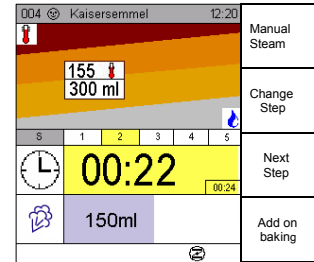 004 Kaisersemmel 12:20
Manual
Steam
155
300 ml
Change
Step
S 1 2 3 4 5
00:22
00:24
Next
Step
150ml
Add on
baking